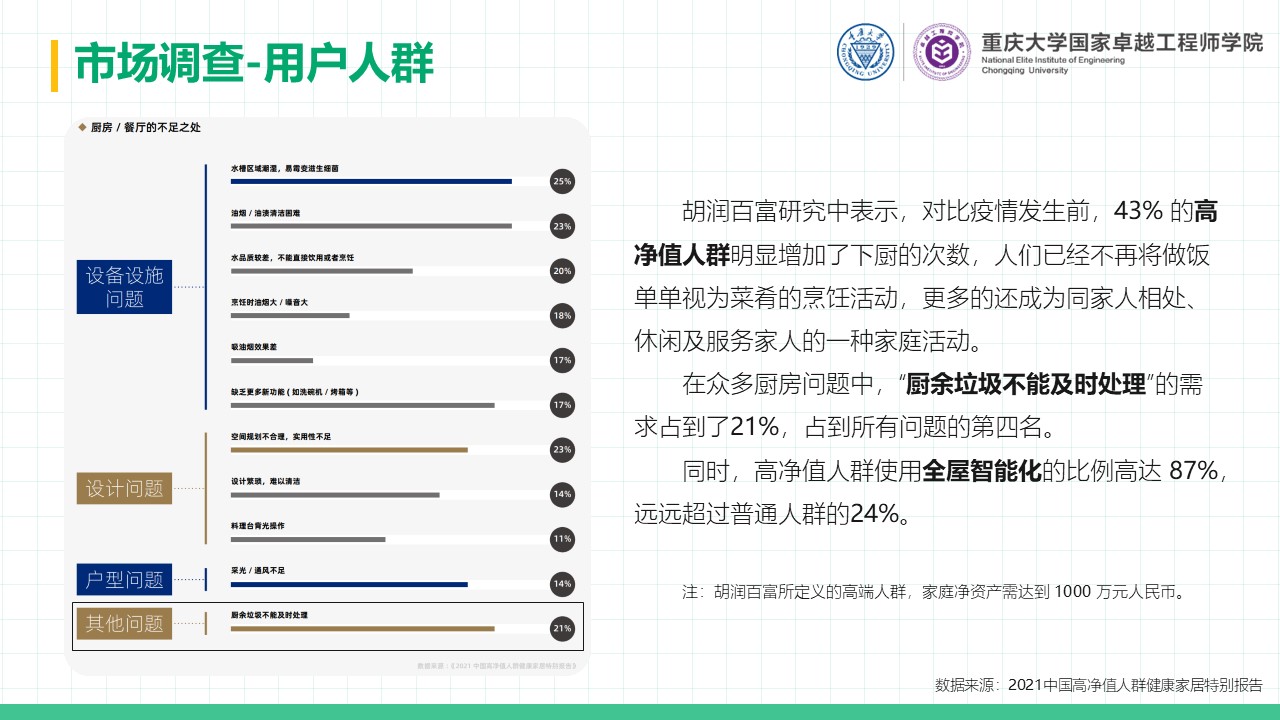 市场调查-用户人群
重庆大学国家卓越工程师学院
National Elite Institute of Engineering
Chongqing University
厨房 / 餐厅的不足之处
设备设施
问题
水槽区域潮湿，易霉变滋生细菌
25%
油烟 / 油渍清洁困难
23%
水品质较差，不能直接饮用或者烹饪
20%
烹饪时油烟大 / 噪音大
18%
吸油烟效果差
17%
缺乏更多新功能 ( 如洗碗机 / 烤箱等 )
17%
设计问题
空间规划不合理，实用性不足
23%
设计繁琐，难以清洁
14%
料理台背光操作
11%
户型问题
采光 / 通风不足
14%
其他问题
厨余垃圾不能及时处理
21%
数据来源：《2021 中国高净值人群健康家居特别报告》
胡润百富研究中表示，对比疫情发生前，43% 的高
净值人群明显增加了下厨的次数，人们已经不再将做饭
单单视为菜肴的烹饪活动，更多的还成为同家人相处、
休闲及服务家人的一种家庭活动。
在众多厨房问题中，“厨余垃圾不能及时处理”的需
求占到了21%，占到所有问题的第四名。
同时，高净值人群使用全屋智能化的比例高达 87%，
远远超过普通人群的24%。
注：胡润百富所定义的高端人群，家庭净资产需达到 1000 万元人民币。
数据来源：2021中国高净值人群健康家居特别报告